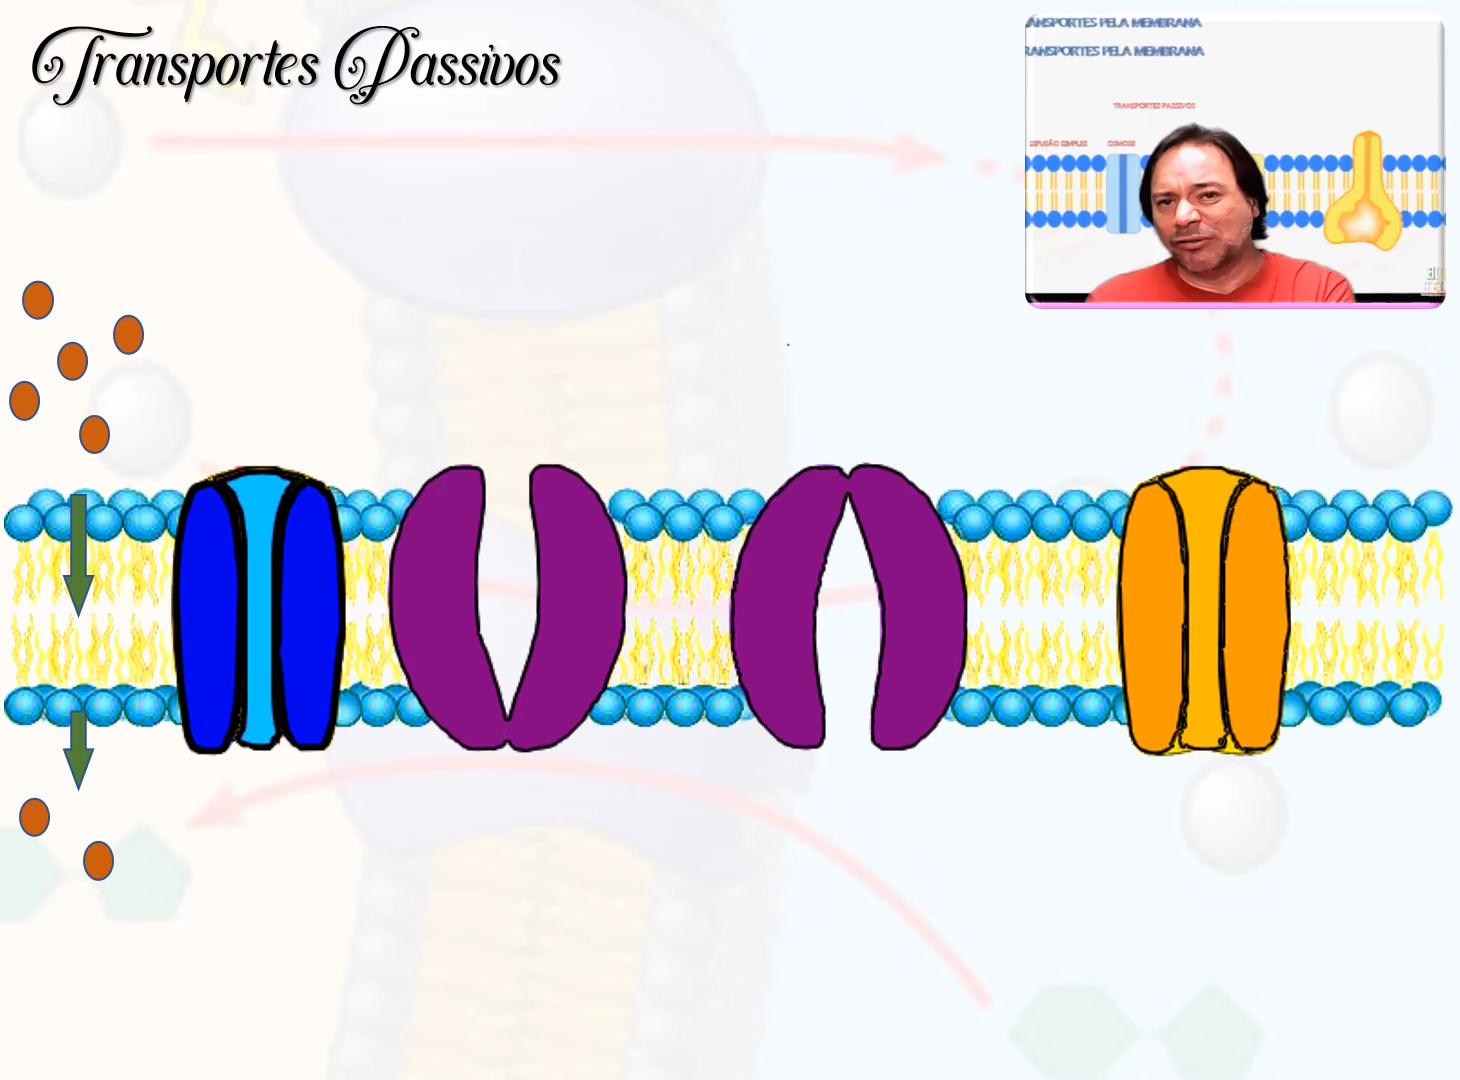 Transportes Passivos
ANSPORTES PELA MEMBRANA
RANSPORTES PELA MEMBRANA
TRANSPORTES PASSIVOS
DIFUSÃO SIMPLES OSMOSE